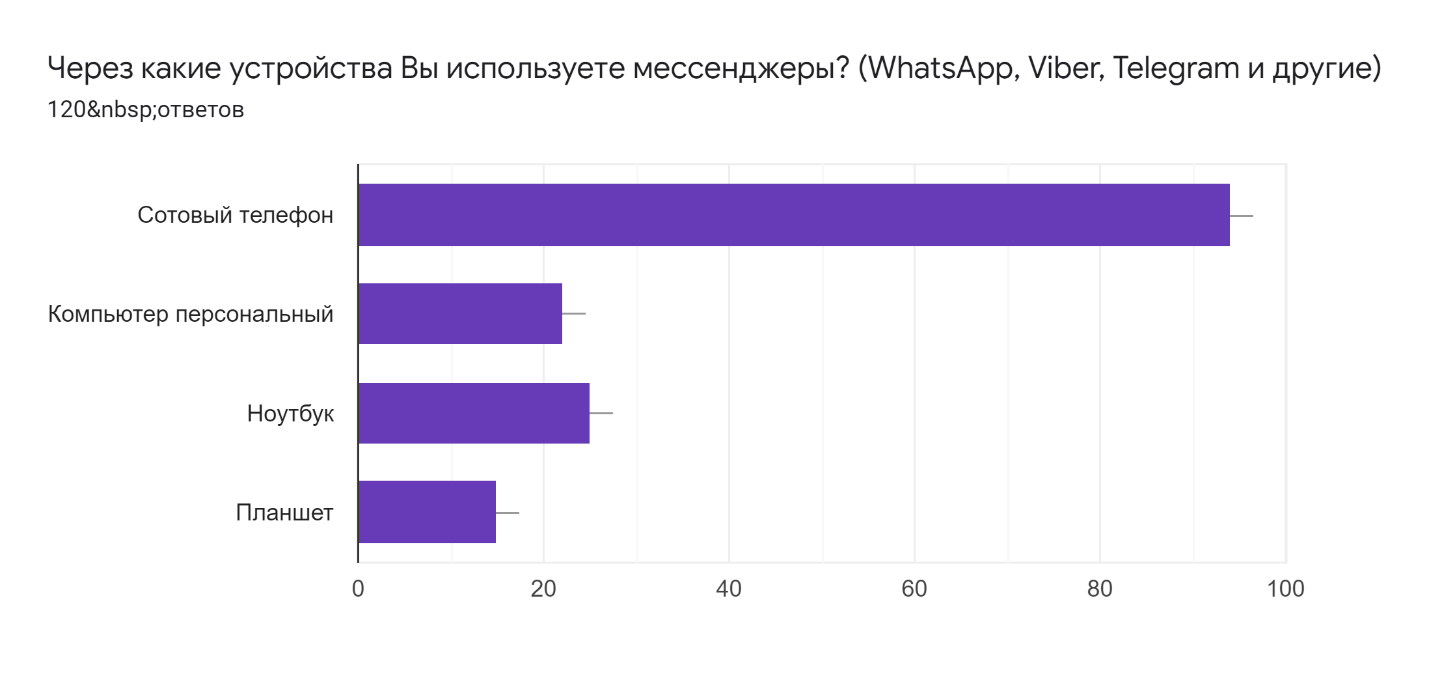 Через какие устройства Вы используете мессенджеры? (WhatsApp, Viber, Telegram и другие)
120&nbsp;ответов
Сотовый телефон
Компьютер персональный
Ноутбук
Планшет
0 20 40 60 80 100